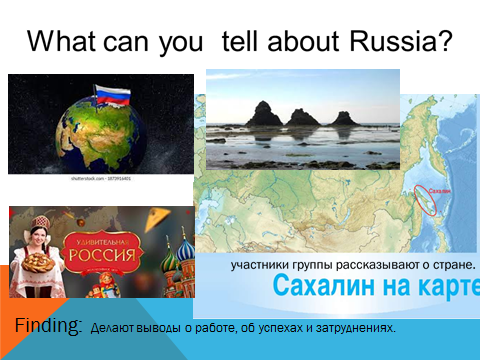 What can you tell about Russia?
shutterstock.com · 1073916401
Сахалин
УДИВИТЕЛЬНАЯ
РОССИЯ
участники группы рассказывают о стране.
Сахалин на карте
Finding: Делают выводы о работе, об успехах и затруднениях.